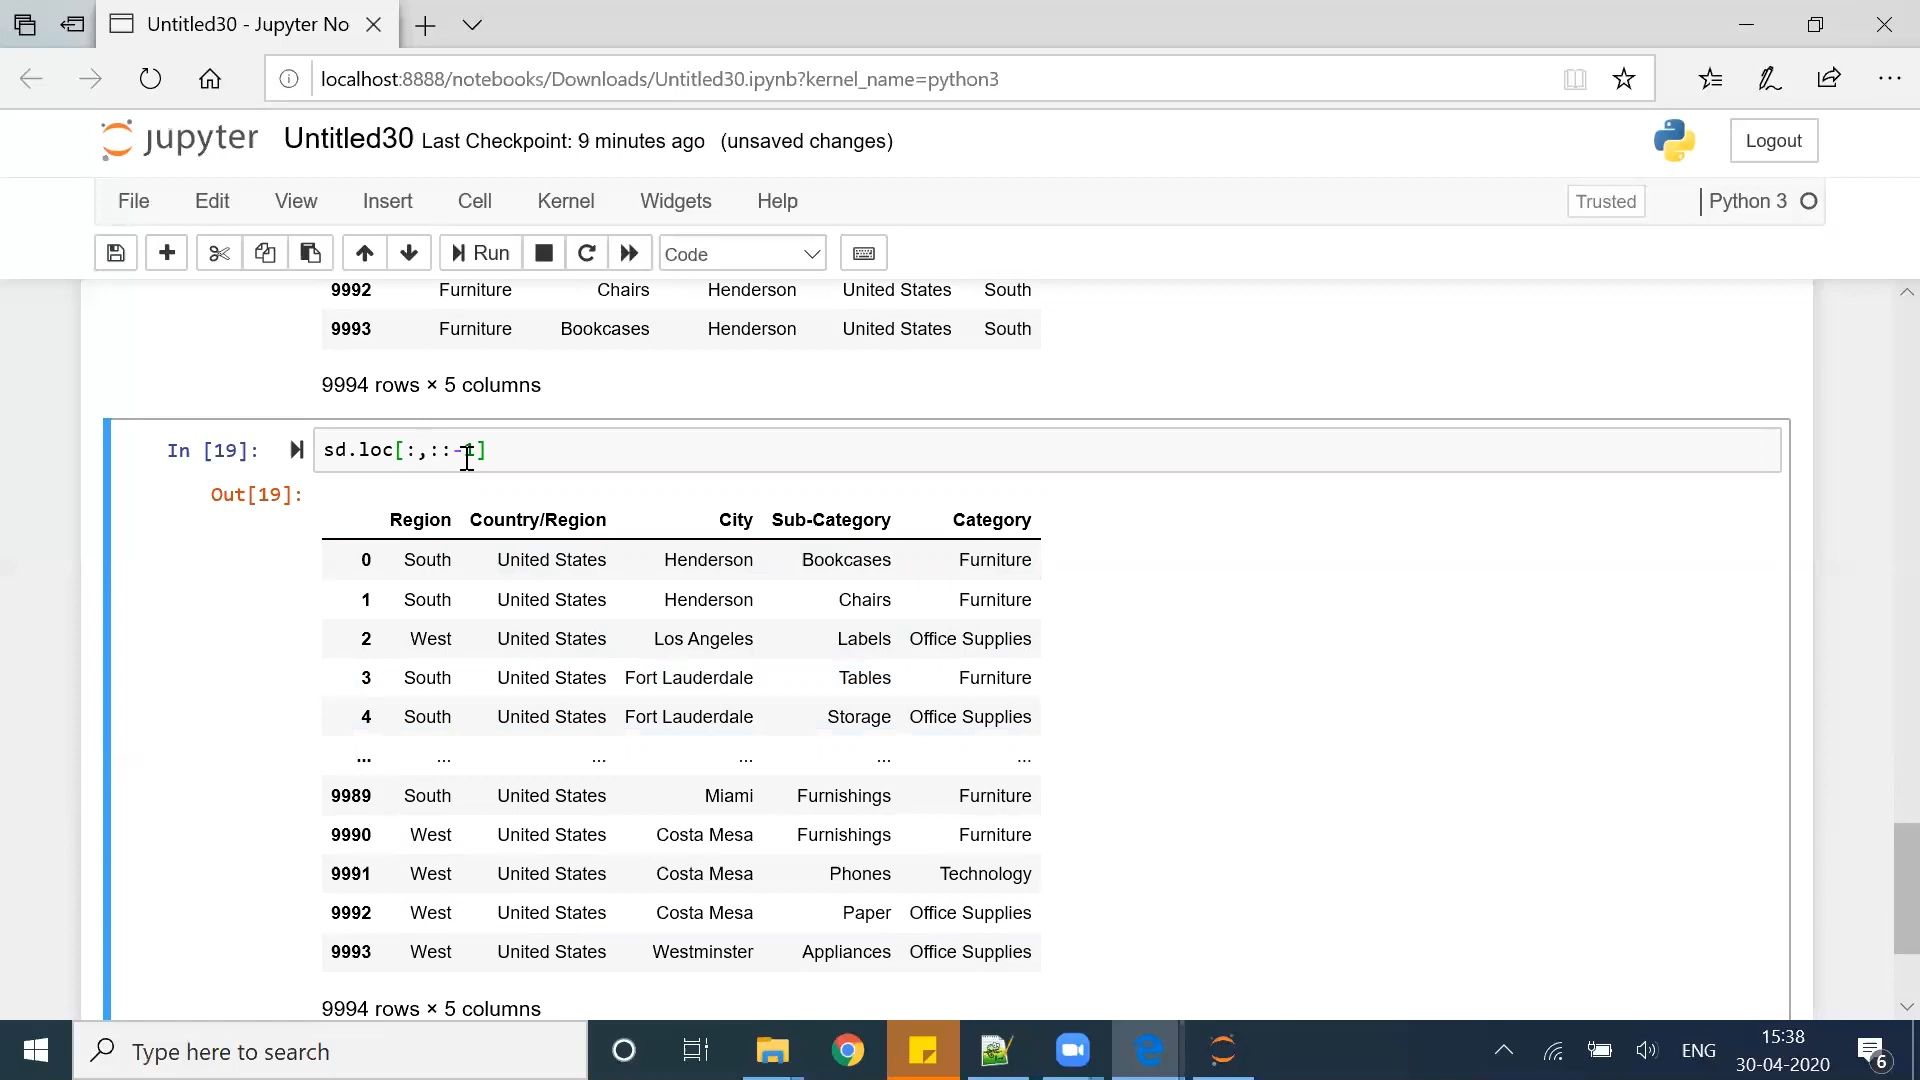 Untitled30 - Jupyter No
localhost:8888/notebooks/Downloads/Untitled30.ipynb?kernel_name=python3
jupyter Untitled30 Last Checkpoint: 9 minutes ago (unsaved changes) Logout
File Edit View Insert Cell Kernel Widgets Help Trusted Python 3
Run Code
9992 Furniture Chairs Henderson United States South
9993 Furniture Bookcases Henderson United States South
9994 rows × 5 columns
In [19]: sd.loc[:,::-1]
Out[19]:
Region Country/Region City Sub-Category Category
0 South United States Henderson Bookcases Furniture
1 South United States Henderson Chairs Furniture
2 West United States Los Angeles Labels Office Supplies
3 South United States Fort Lauderdale Tables Furniture
4 South United States Fort Lauderdale Storage Office Supplies
... ... ... ... ... ...
9989 South United States Miami Furnishings Furniture
9990 West United States Costa Mesa Furnishings Furniture
9991 West United States Costa Mesa Phones Technology
9992 West United States Costa Mesa Paper Office Supplies
9993 West United States Westminster Appliances Office Supplies
9994 rows × 5 columns
Type here to search ENG 15:38
30-04-2020 6